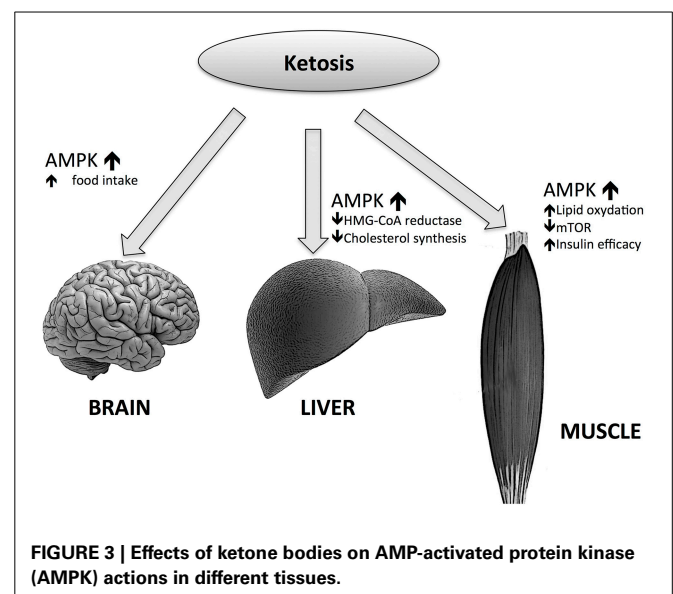 Ketosis
AMPK ↑
↑ food intake
AMPK ↑
↓HMG-CoA reductase
↓Cholesterol synthesis
AMPK ↑
↑Lipid oxydation
↓mTOR
↑Insulin efficacy
BRAIN
LIVER
MUSCLE
FIGURE 3 | Effects of ketone bodies on AMP-activated protein kinase
(AMPK) actions in different tissues.